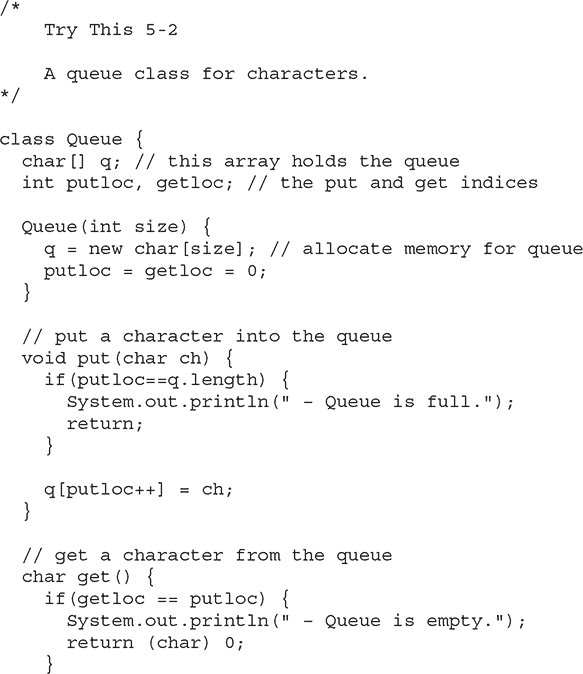 /*
    Try This 5-2

    A queue class for characters.
*/

class Queue {
  char[] q; // this array holds the queue
  int putloc, getloc; // the put and get indices

  Queue(int size) {
    q = new char[size]; // allocate memory for queue
    putloc = getloc = 0;
  }

  // put a character into the queue
  void put(char ch) {
    if(putloc==q.length) {
      System.out.println(" – Queue is full.");
      return;
    }

    q[putloc++] = ch;
  }

  // get a character from the queue
  char get() {
    if(getloc == putloc) {
      System.out.println(" – Queue is empty.");
      return (char) 0;
    }